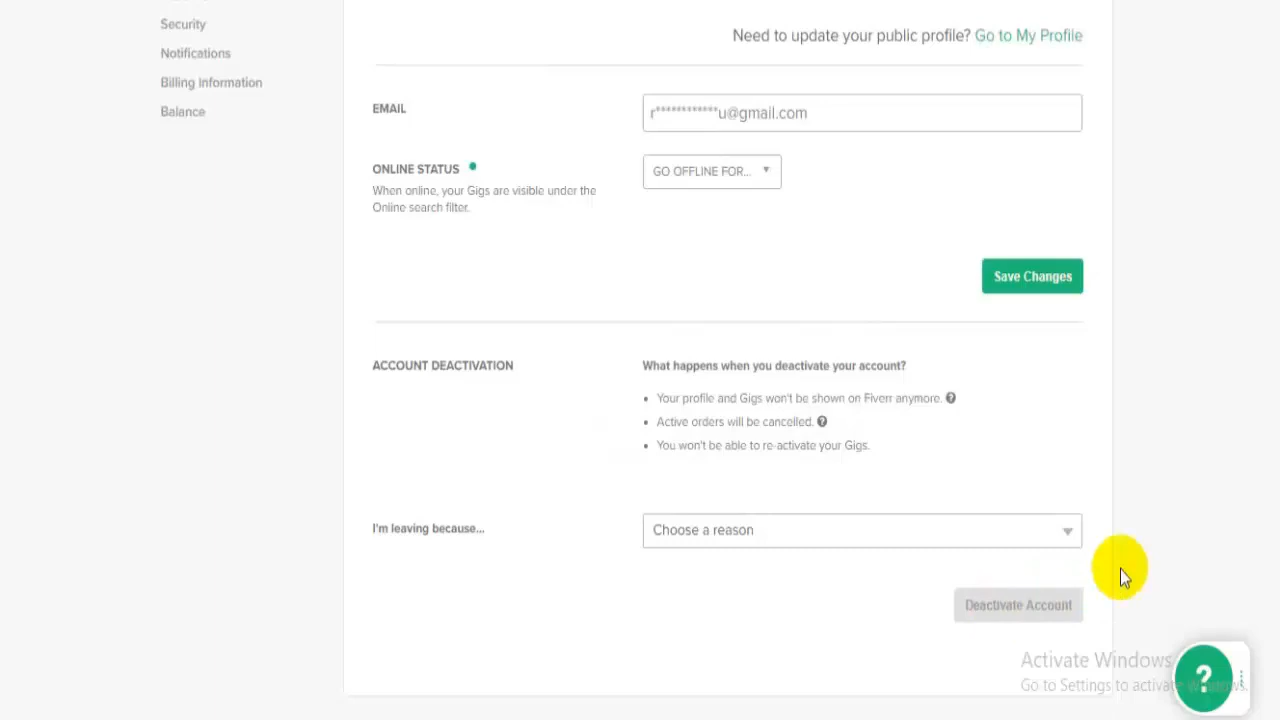 Security
Notifications
Billing Information
Balance
Need to update your public profile? Go to My Profile
EMAIL
r************u@gmail.com
ONLINE STATUS
When online, your Gigs are visible under the
Online search filter.
GO OFFLINE FOR...
Save Changes
ACCOUNT DEACTIVATION
What happens when you deactivate your account?
• Your profile and Gigs won't be shown on Fiverr anymore. ?
• Active orders will be cancelled. ?
• You won't be able to re-activate your Gigs.
I'm leaving because...
Choose a reason
Deactivate Account
Activate Windows
Go to Settings to activate Windows.
?